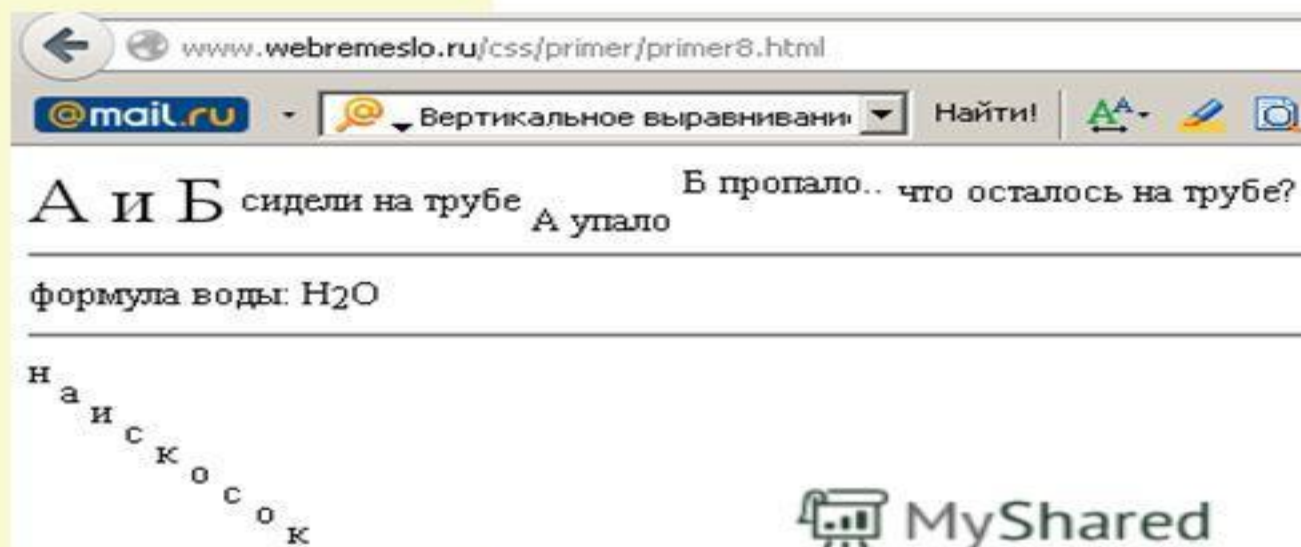 www.webremeslo.ru/css/primer/primer8.html
@mail.ru Вертикальное выравнивани Найти!
А и Б сидели на трубе А упало Б пропало.. что осталось на трубе?
формула воды: H2O
н
а
и
с
к
о
с
о
к
MyShared